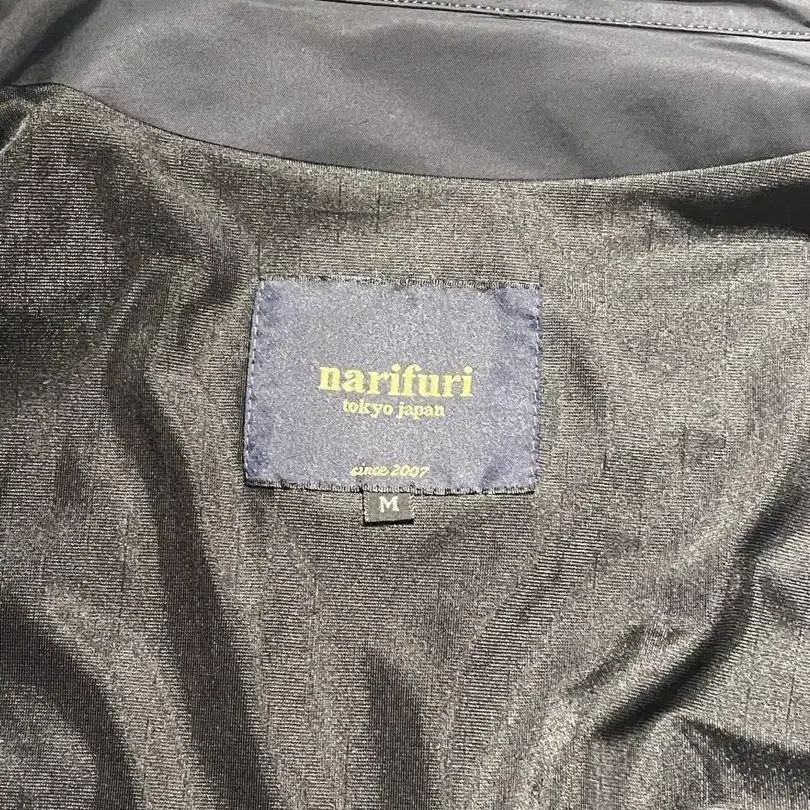 narifuri
tokyo japan
since 2007
M